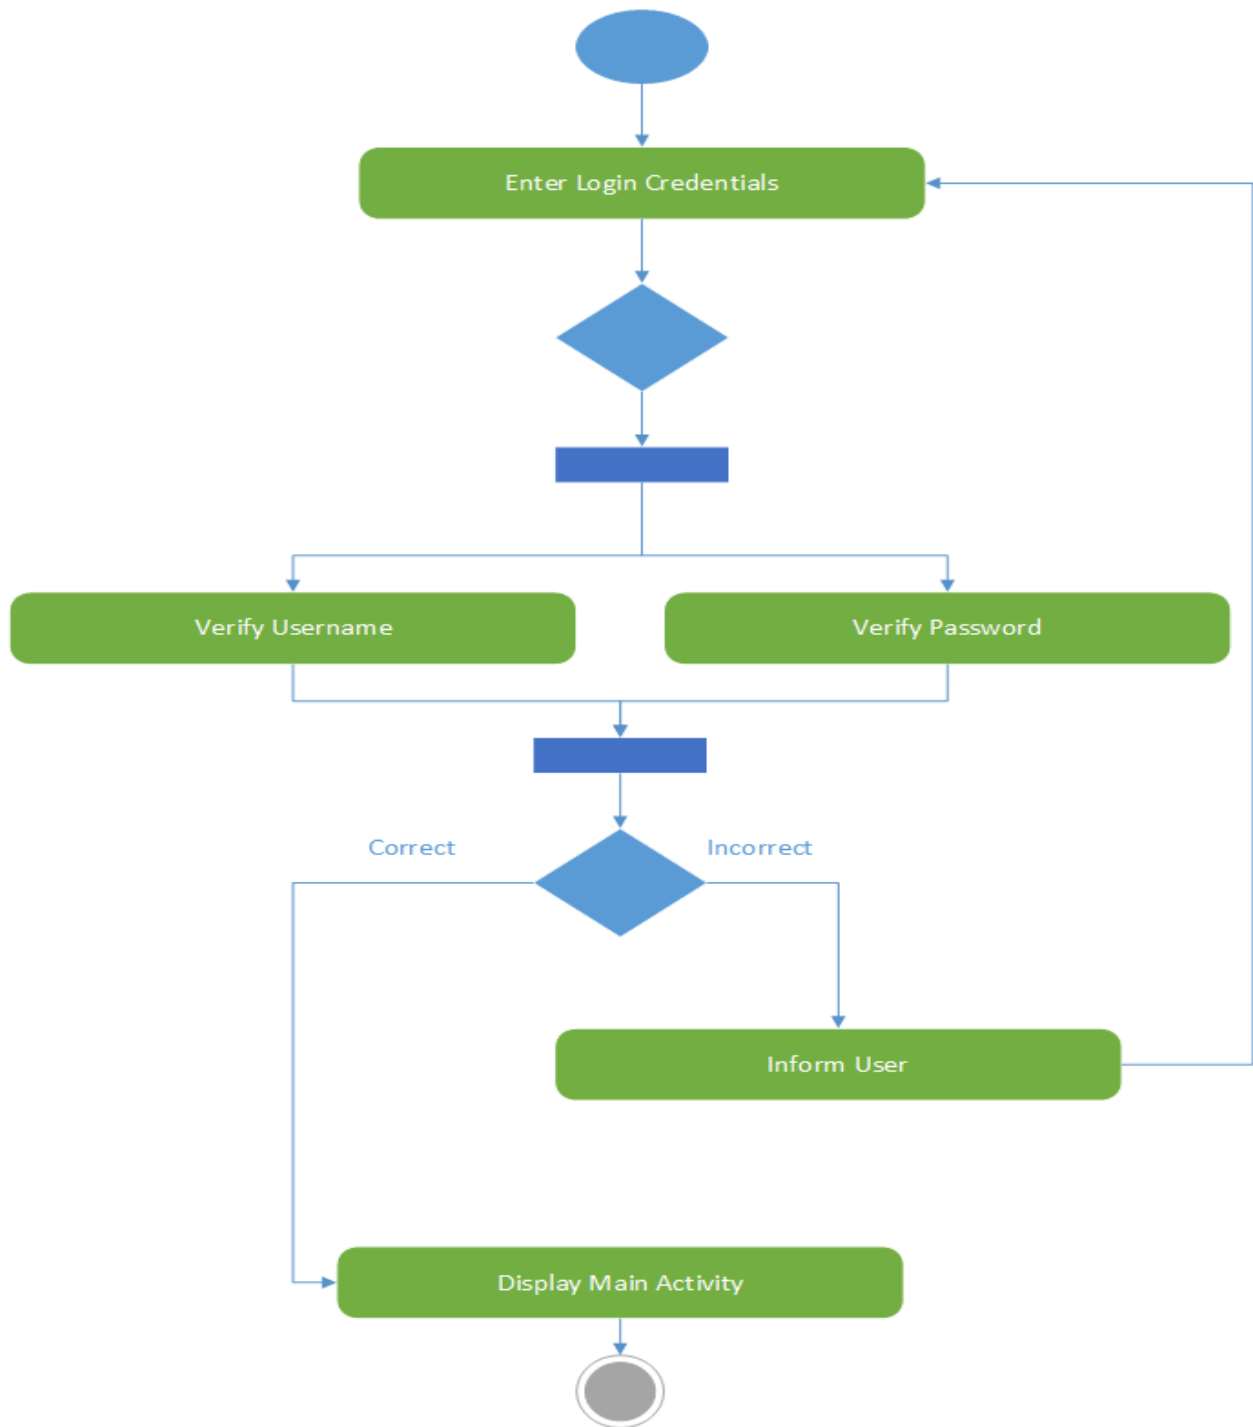 Enter Login Credentials
Verify Username
Verify Password
Correct
Incorrect
Inform User
Display Main Activity